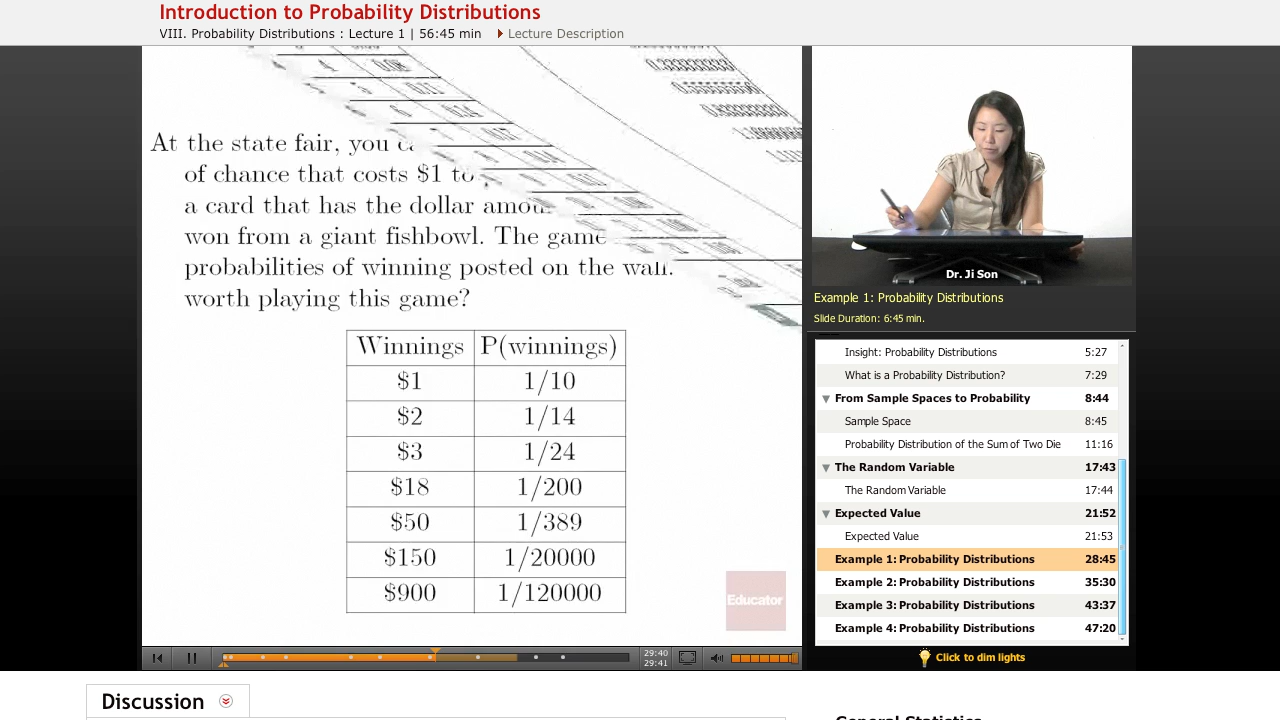 Introduction to Probability Distributions
VIII. Probability Distributions : Lecture 1 | 56:45 min Lecture Description
At the state fair, you
of chance that costs $1
a card that has the dollar
won from a giant fishbowl. The game
probabilities of winning posted on the wall.
worth playing this game?
Winnings P(winnings)
$1 1/10
$2 1/14
$3 1/24
$18 1/200
$50 1/389
$150 1/20000
$900 1/120000
Educator
29:40
29:41
Dr. Ji Son
Example 1: Probability Distributions
Slide Duration: 6:45 min.
Insight: Probability Distributions 5:27
What is a Probability Distribution? 7:29
From Sample Spaces to Probability 8:44
Sample Space 8:45
Probability Distribution of the Sum of Two Die 11:16
The Random Variable 17:43
The Random Variable 17:44
Expected Value 21:52
Expected Value 21:53
Example 1: Probability Distributions 28:45
Example 2: Probability Distributions 35:30
Example 3: Probability Distributions 43:37
Example 4: Probability Distributions 47:20
Click to dim lights
Discussion
General Statistics